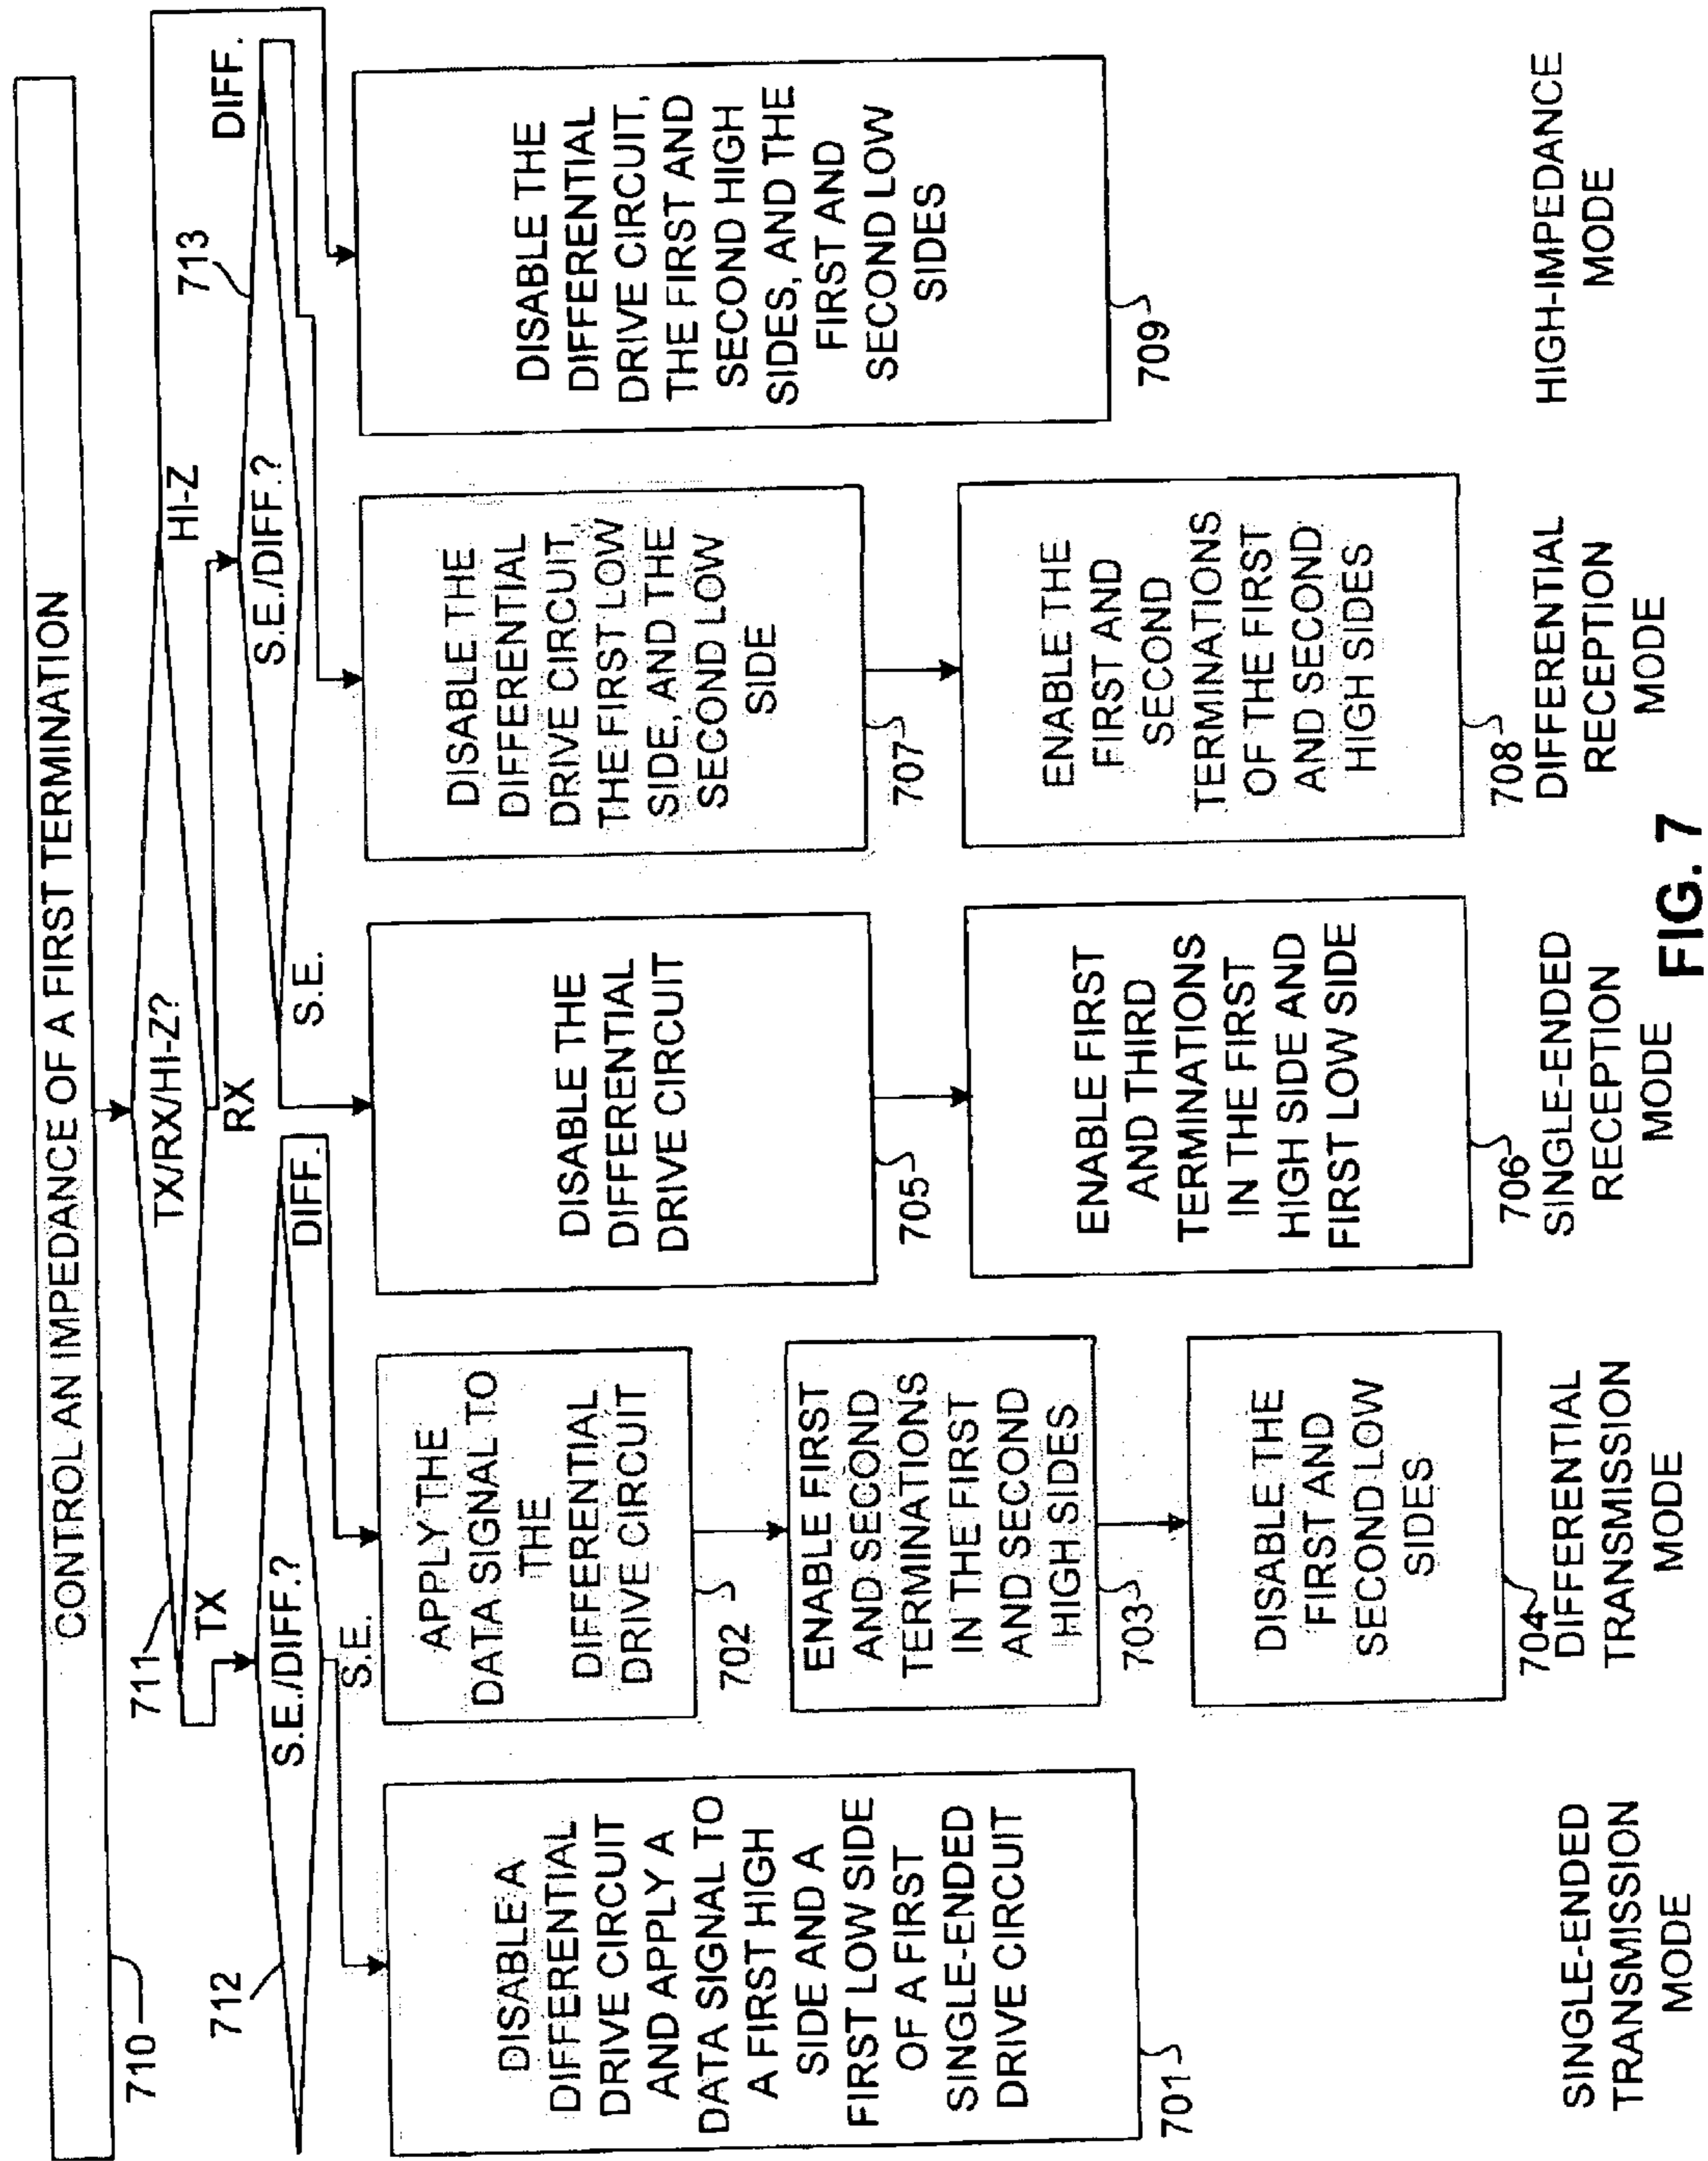 CONTROL AN IMPEDANCE OF A FIRST TERMINATION
710
711
TX/RX/HI-Z?
TX
RX
HI-Z
712
S.E./DIFF.?
S.E.
DIFF.
713
S.E./DIFF.?
S.E.
DIFF.
DISABLE A
DIFFERENTIAL
DRIVE CIRCUIT
AND APPLY A
DATA SIGNAL TO
A FIRST HIGH
SIDE AND A
FIRST LOW SIDE
OF A FIRST
SINGLE-ENDED
DRIVE CIRCUIT
701
SINGLE-ENDED
TRANSMISSION
MODE
APPLY THE
DATA SIGNAL TO
THE
DIFFERENTIAL
DRIVE CIRCUIT
702
ENABLE FIRST
AND SECOND
TERMINATIONS
IN THE FIRST
AND SECOND
HIGH SIDES
703
DISABLE THE
FIRST AND
SECOND LOW
SIDES
704
DIFFERENTIAL
TRANSMISSION
MODE
DISABLE THE
DIFFERENTIAL
DRIVE CIRCUIT
705
ENABLE FIRST
AND THIRD
TERMINATIONS
IN THE FIRST
HIGH SIDE AND
FIRST LOW SIDE
706
SINGLE-ENDED
RECEPTION
MODE
DISABLE THE
DIFFERENTIAL
DRIVE CIRCUIT,
THE FIRST LOW
SIDE, AND THE
SECOND LOW
SIDE
707
ENABLE THE
FIRST AND
SECOND
TERMINATIONS
OF THE FIRST
AND SECOND
HIGH SIDES
708
DIFFERENTIAL
RECEPTION
MODE
DISABLE THE
DIFFERENTIAL
DRIVE CIRCUIT,
THE FIRST AND
SECOND HIGH
SIDES, AND THE
FIRST AND
SECOND LOW
SIDES
709
HIGH-IMPEDANCE
MODE
FIG. 7